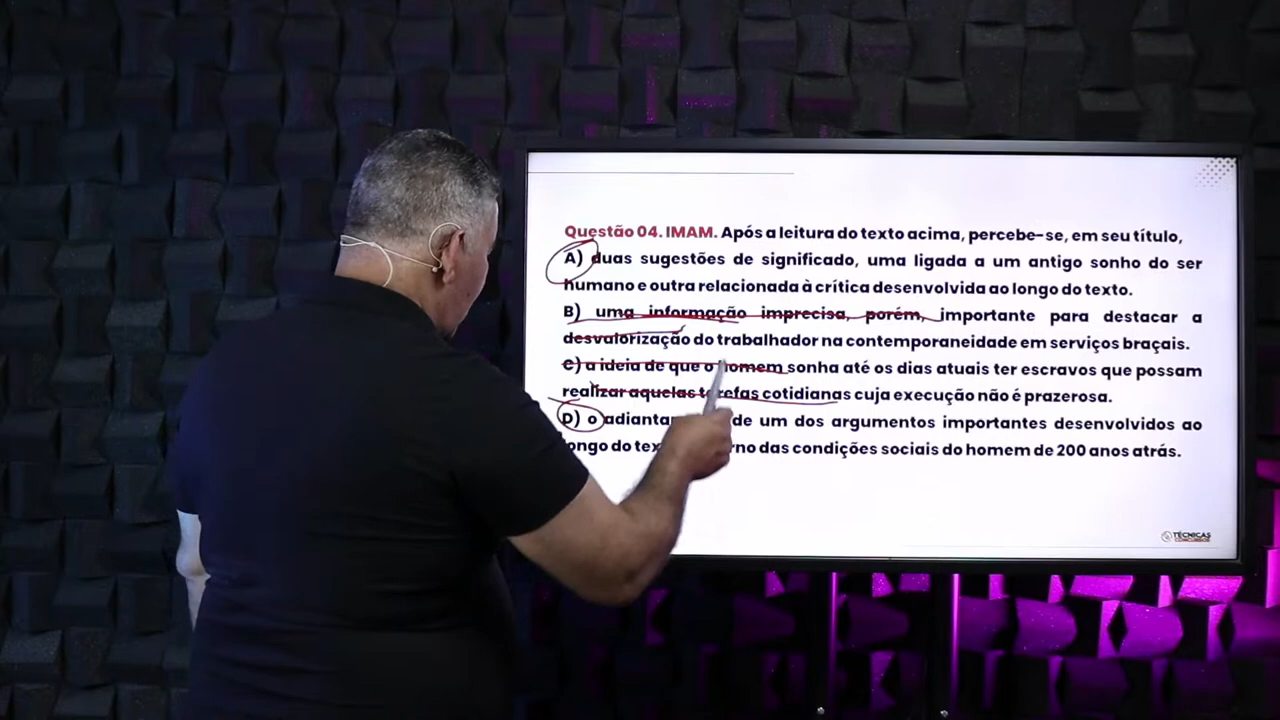 Questão 04. IMAM. Após a leitura do texto acima, percebe-se, em seu título,
A) duas sugestões de significado, uma ligada a um antigo sonho do ser
humano e outra relacionada à crítica desenvolvida ao longo do texto.
B) uma informação imprecisa, porém, importante para destacar a
desvalorização do trabalhador na contemporaneidade em serviços braçais.
C) a ideia de que o homem sonha até os dias atuais ter escravos que possam
realizar aquelas tarefas cotidianas cuja execução não é prazerosa.
D) o de um dos argumentos importantes desenvolvidos ao
longo do das condições sociais do homem de 200 anos atrás.
TÉCNICAS
CONCURSOS